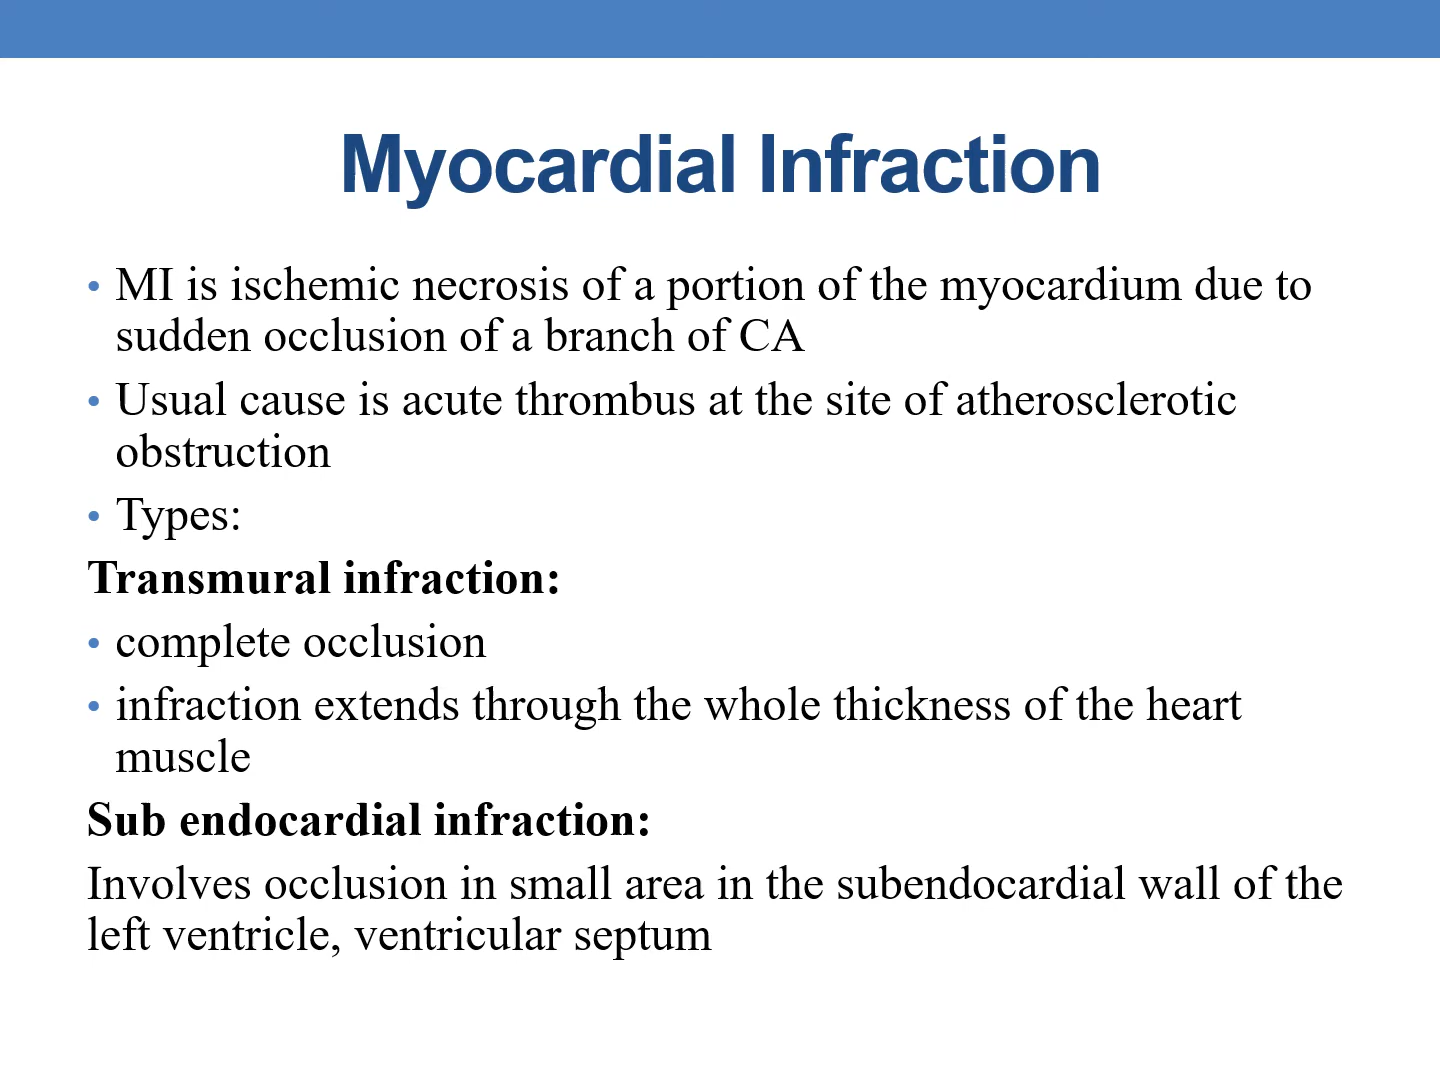 Myocardial Infraction
• MI is ischemic necrosis of a portion of the myocardium due to
sudden occlusion of a branch of CA
• Usual cause is acute thrombus at the site of atherosclerotic
obstruction
• Types:
Transmural infraction:
• complete occlusion
• infraction extends through the whole thickness of the heart
muscle
Sub endocardial infraction:
Involves occlusion in small area in the subendocardial wall of the
left ventricle, ventricular septum